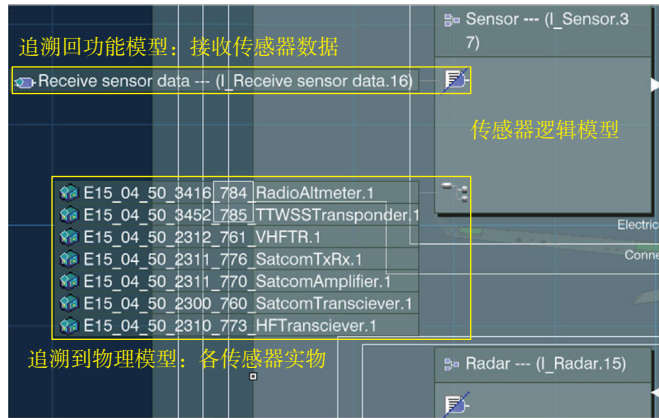 Sensor --- (I_Sensor.3
7)
追溯回功能模型：接收传感器数据
Receive sensor data --- (I_Receive sensor data.16)
传感器逻辑模型
E15_04_50_3416_784_RadioAltmeter.1
E15_04_50_3452_785_TTWSSTransponder.1
E15_04_50_2312_761_VHFTR.1
E15_04_50_2311_776_SatcomTxRx.1
E15_04_50_2311_770_SatcomAmplifier.1
E15_04_50_2300_760_SatcomTransciever.1
E15_04_50_2310_773_HFTransciever.1
Electric
Conne
追溯到物理模型：各传感器实物
Radar --- (I_Radar.15)